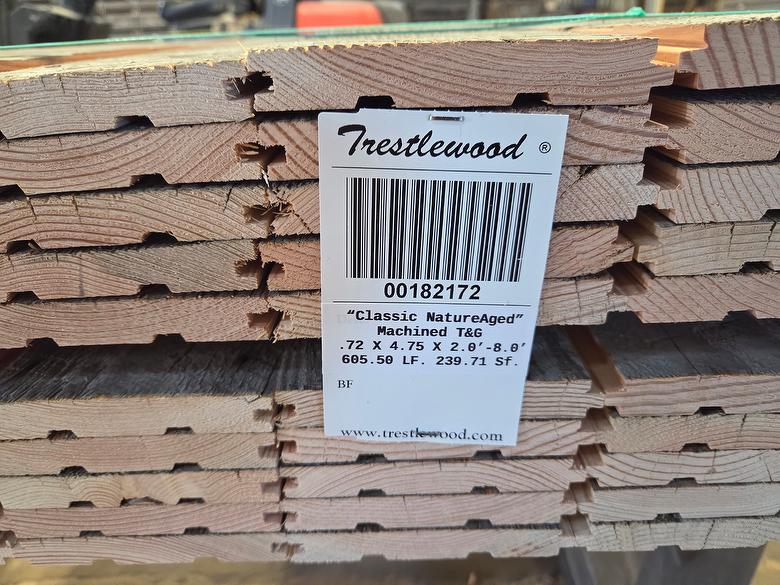 Trestlewood ®
00182172
"Classic NatureAged"
Machined T&G
.72 X 4.75 X 2.0'-8.0'
605.50 LF. 239.71 Sf.
BF
www.trestlewood.com